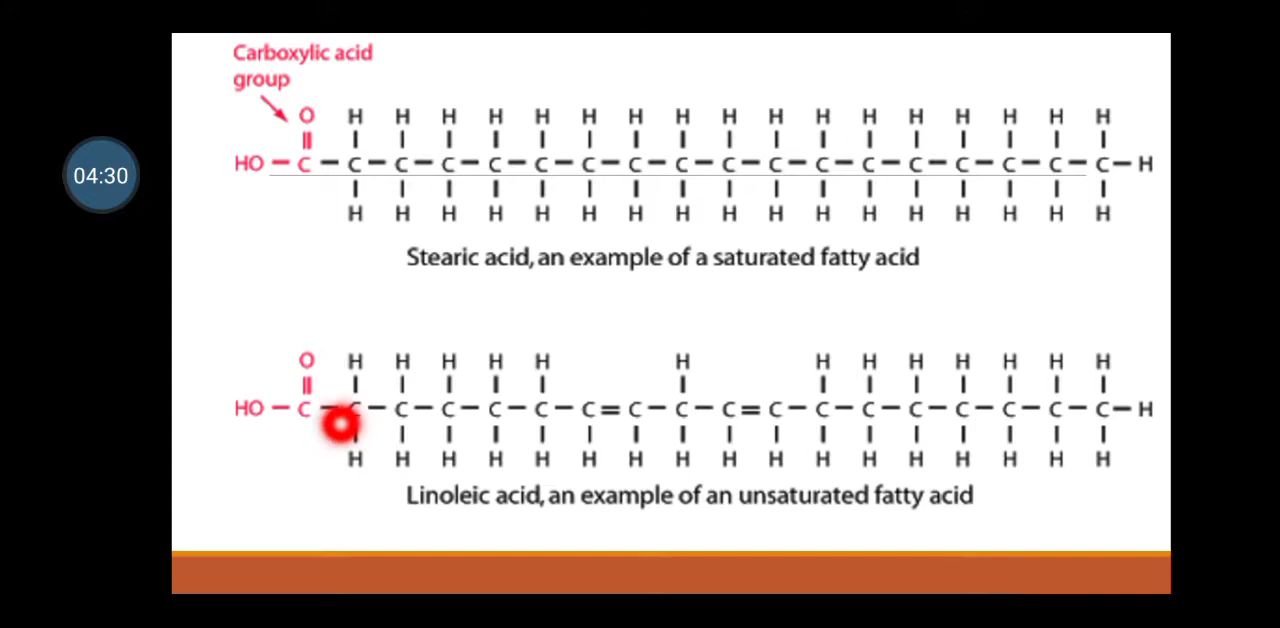 Carboxylic acid
group
O H H H H H H H H H H H H H H H H H
HO C C C C C C C C C C C C C C C C C C H
H H H H H H H H H H H H H H H H H
Stearic acid, an example of a saturated fatty acid
04:30
O H H H H H H H H H H H H H
HO C C C C C C = C C C = C C C C C C C C H
H H H H H H H H H H H H H H H H H
Linoleic acid, an example of an unsaturated fatty acid